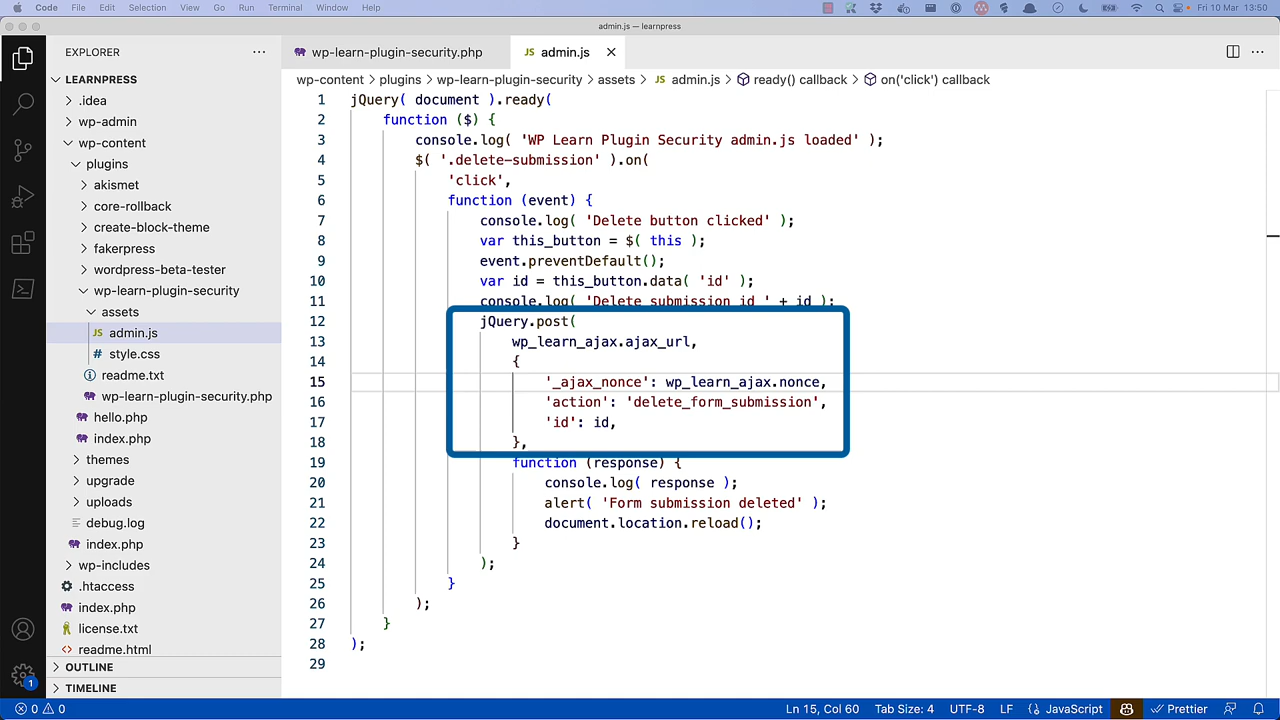 Code File Edit Selection View Go Run Terminal Window Help Fri 10 Mar 13:50
admin.js — learnpress
EXPLORER
LEARNPRESS
.idea
wp-admin
wp-content
plugins
akismet
core-rollback
create-block-theme
fakerpress
wordpress-beta-tester
wp-learn-plugin-security
assets
JS admin.js
# style.css
readme.txt
wp-learn-plugin-security.php
hello.php
index.php
themes
upgrade
uploads
debug.log
index.php
wp-includes
.htaccess
index.php
license.txt
<> readme.html
OUTLINE
TIMELINE
1
wp-learn-plugin-security.php JS admin.js
wp-content > plugins > wp-learn-plugin-security > assets > JS admin.js > ready() callback > on('click') callback
1 jQuery( document ).ready(
2 function ($) {
3 console.log( 'WP Learn Plugin Security admin.js loaded' );
4 $( '.delete-submission' ).on(
5 'click',
6 function (event) {
7 console.log( 'Delete button clicked' );
8 var this_button = $( this );
9 event.preventDefault();
10 var id = this_button.data( 'id' );
11 console.log( 'Delete submission id ' + id );
12 jQuery.post(
13 wp_learn_ajax.ajax_url,
14 {
15 '_ajax_nonce': wp_learn_ajax.nonce,
16 'action': 'delete_form_submission',
17 'id': id,
18 },
19 function (response) {
20 console.log( response );
21 alert( 'Form submission deleted' );
22 document.location.reload();
23 }
24 );
25 }
26 );
27 }
28 );
29
0 0 Ln 15, Col 60 Tab Size: 4 UTF-8 LF {} JavaScript Prettier